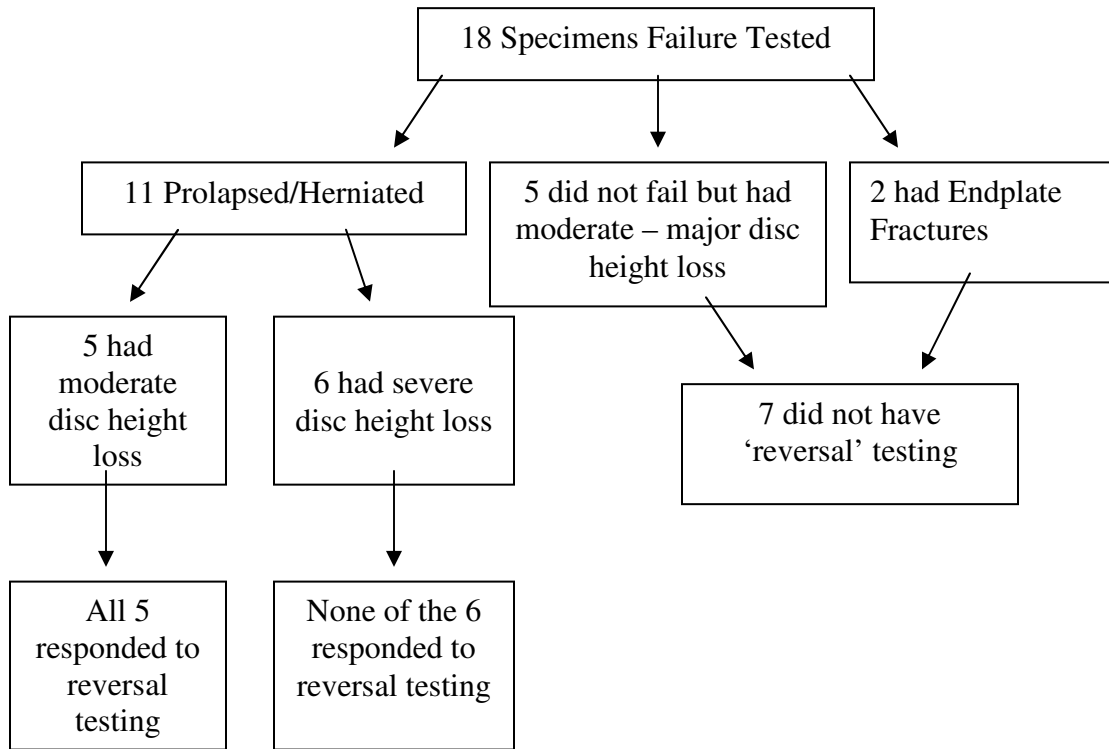 18 Specimens Failure Tested
11 Prolapsed/Herniated
5 did not fail but had
moderate – major disc
height loss
2 had Endplate
Fractures
5 had
moderate
disc height
loss
6 had severe
disc height loss
7 did not have
‘reversal’ testing
All 5
responded to
reversal
testing
None of the 6
responded to
reversal testing